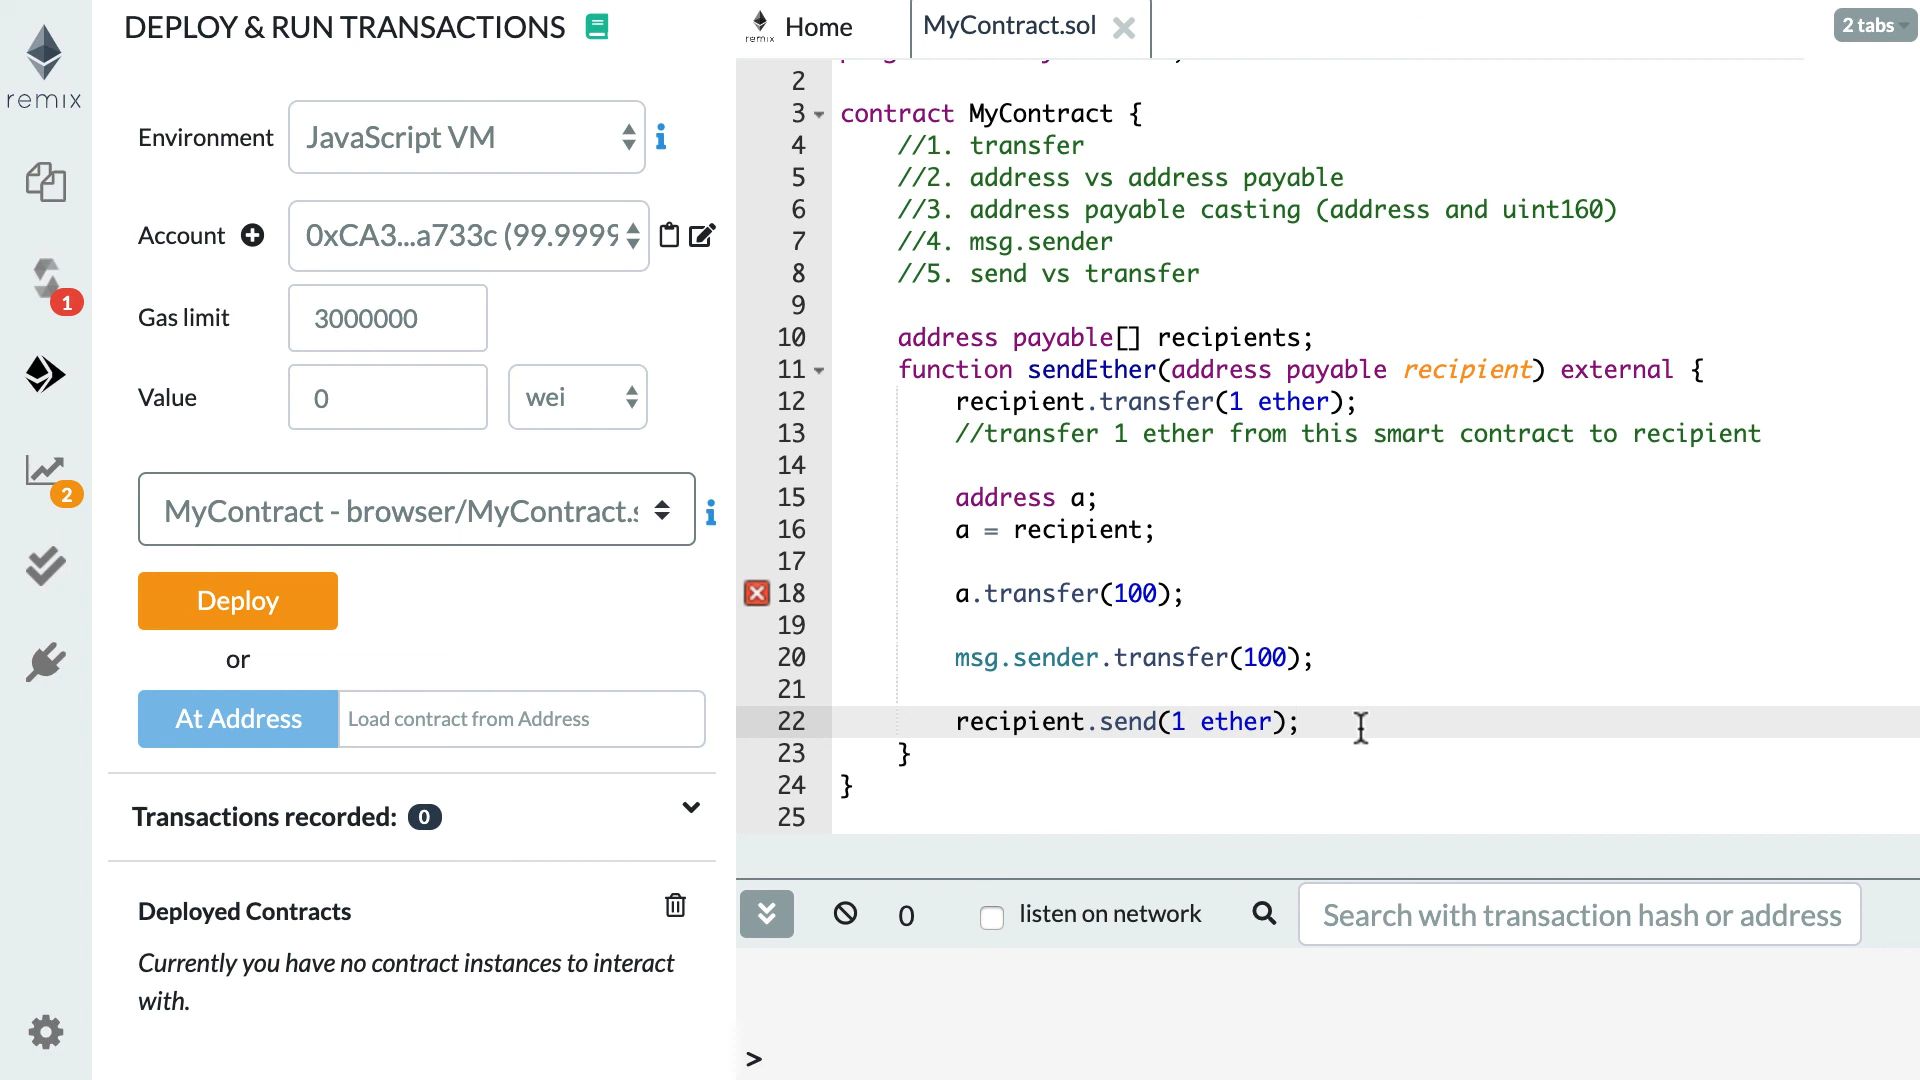 remix
1
2
DEPLOY & RUN TRANSACTIONS
Environment
JavaScript VM
Account
0xCA3...a733c (99.9999
Gas limit
3000000
Value
0
wei
MyContract - browser/MyContract.s
Deploy
or
At Address
Load contract from Address
Transactions recorded: 0
Deployed Contracts
Currently you have no contract instances to interact
with.
remix
Home
MyContract.sol
2 tabs
2
3 contract MyContract {
4 //1. transfer
5 //2. address vs address payable
6 //3. address payable casting (address and uint160)
7 //4. msg.sender
8 //5. send vs transfer
9
10 address payable[] recipients;
11 function sendEther(address payable recipient) external {
12 recipient.transfer(1 ether);
13 //transfer 1 ether from this smart contract to recipient
14
15 address a;
16 a = recipient;
17
18 a.transfer(100);
19
20 msg.sender.transfer(100);
21
22 recipient.send(1 ether);
23 }
24 }
25
0
listen on network
Search with transaction hash or address
>